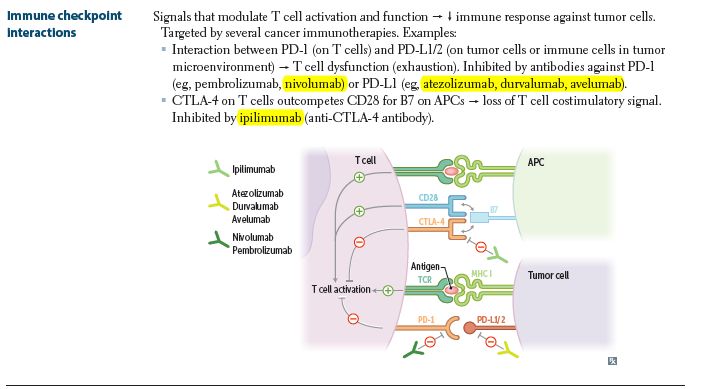 Immune checkpoint
interactions
Signals that modulate T cell activation and function → ↓ immune response against tumor cells.
Targeted by several cancer immunotherapies. Examples:
▪ Interaction between PD-1 (on T cells) and PD-L1/2 (on tumor cells or immune cells in tumor
microenvironment) → T cell dysfunction (exhaustion). Inhibited by antibodies against PD-1
(eg, pembrolizumab, nivolumab) or PD-L1 (eg, atezolizumab, durvalumab, avelumab).
▪ CTLA-4 on T cells outcompetes CD28 for B7 on APCs → loss of T cell costimulatory signal.
Inhibited by ipilimumab (anti-CTLA-4 antibody).
Ipilimumab
Atezolizumab
Durvalumab
Avelumab
Nivolumab
Pembrolizumab
T cell
APC
CD28
B7
CTLA-4
Antigen
TCR
MHC I
Tumor cell
T cell activation
PD-1
PD-L1/2